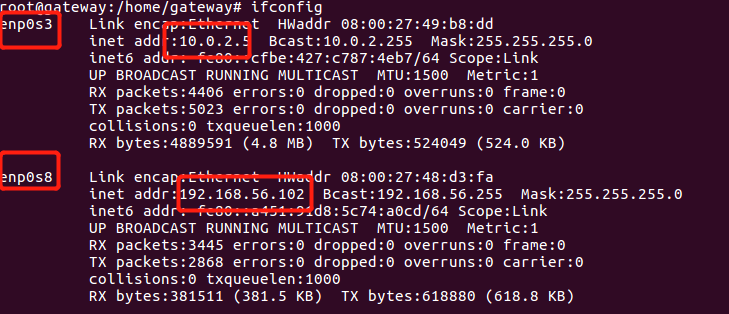 root@gateway:/home/gateway# ifconfig
enp0s3 Link encap:Ethernet HWaddr 08:00:27:49:b8:dd
inet addr:10.0.2.5 Bcast:10.0.2.255 Mask:255.255.255.0
inet6 addr: fe80::cfbe:427:c787:4eb7/64 Scope:Link
UP BROADCAST RUNNING MULTICAST MTU:1500 Metric:1
RX packets:4406 errors:0 dropped:0 overruns:0 frame:0
TX packets:5023 errors:0 dropped:0 overruns:0 carrier:0
collisions:0 txqueuelen:1000
RX bytes:4889591 (4.8 MB) TX bytes:524049 (524.0 KB)
enp0s8 Link encap:Ethernet HWaddr 08:00:27:48:d3:fa
inet addr:192.168.56.102 Bcast:192.168.56.255 Mask:255.255.255.0
inet6 addr: fe80::a451:91d8:5c74:a0cd/64 Scope:Link
UP BROADCAST RUNNING MULTICAST MTU:1500 Metric:1
RX packets:3445 errors:0 dropped:0 overruns:0 frame:0
TX packets:2868 errors:0 dropped:0 overruns:0 carrier:0
collisions:0 txqueuelen:1000
RX bytes:381511 (381.5 KB) TX bytes:618880 (618.8 KB)